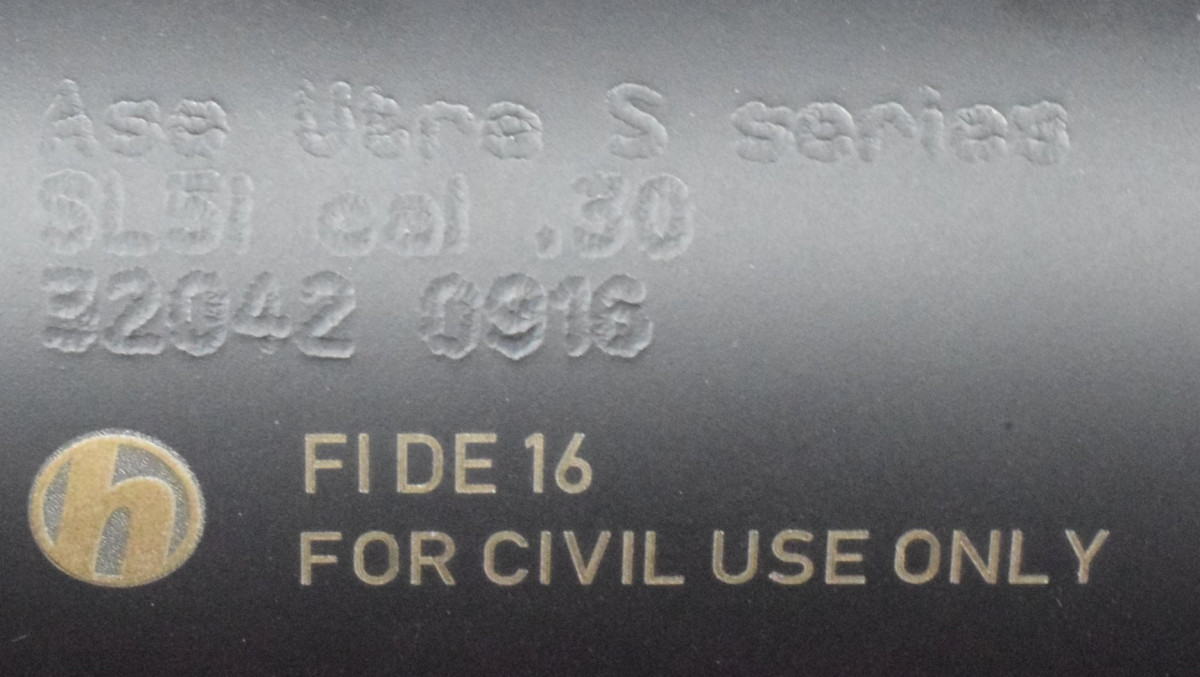 Ase Utra S series
SL5i cal .30
32042 0916
h
FI DE 16
FOR CIVIL USE ONLY